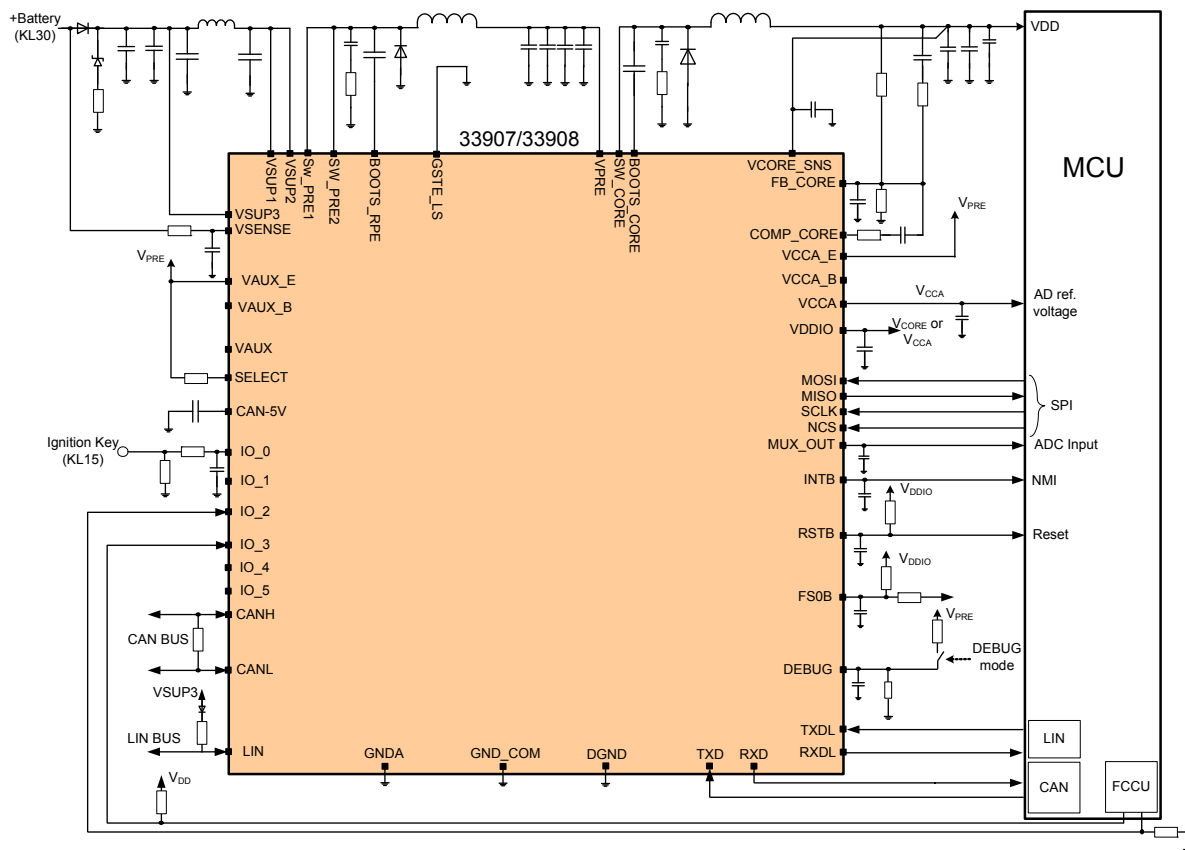 +Battery
(KL30)
33907/33908
VSUP1
VSUP2
Sw_PRE1
SW_PRE2
BOOTS_RPE
GSTE_LS
VPRE
SW_CORE
BOOTS_CORE
VCORE_SNS
FB_CORE
COMP_CORE
VCCA_E
VCCA_B
VCCA
VDDIO
MOSI
MISO
SCLK
NCS
MUX_OUT
INTB
RSTB
FS0B
DEBUG
TXDL
RXDL
VSUP3
VSENSE
VPRE
VAUX_E
VAUX_B
VAUX
SELECT
CAN-5V
Ignition Key
(KL15)
IO_0
IO_1
IO_2
IO_3
IO_4
IO_5
CANH
CAN BUS
CANL
VSUP3
LIN BUS
LIN
VDD
GNDA
GND_COM
DGND
TXD
RXD
VPRE
VCCA
VCORE or
VCCA
VDDIO
VDDIO
VPRE
DEBUG
mode
VDD
MCU
AD ref.
voltage
SPI
ADC Input
NMI
Reset
LIN
CAN
FCCU